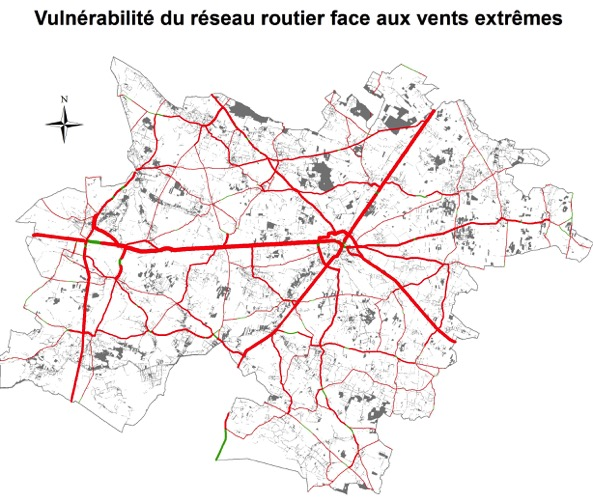 Vulnérabilité du réseau routier face aux vents extrêmes
N